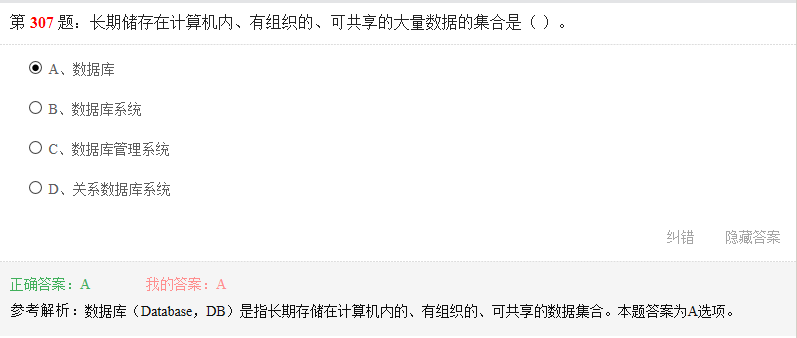 第 307 题：长期储存在计算机内、有组织的、可共享的大量数据的集合是（ ）。
A、数据库
B、数据库系统
C、数据库管理系统
D、关系数据库系统
纠错 隐藏答案
正确答案：A 我的答案：A
参考解析：数据库（Database，DB）是指长期存储在计算机内的、有组织的、可共享的数据集合。本题答案为A选项。